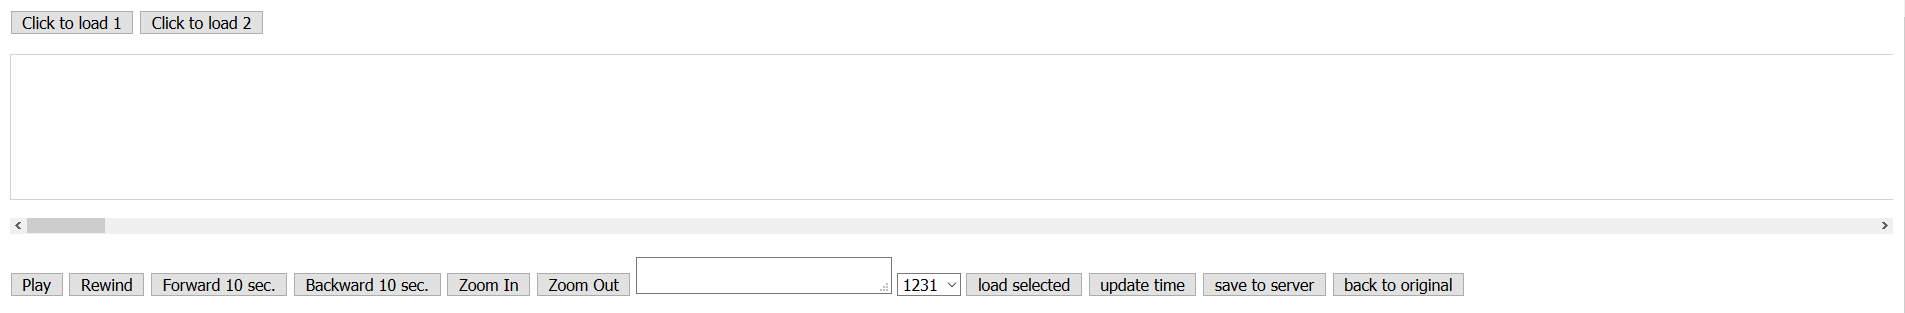 Click to load 1 Click to load 2
Play Rewind Forward 10 sec. Backward 10 sec. Zoom In Zoom Out 1231 load selected update time save to server back to original